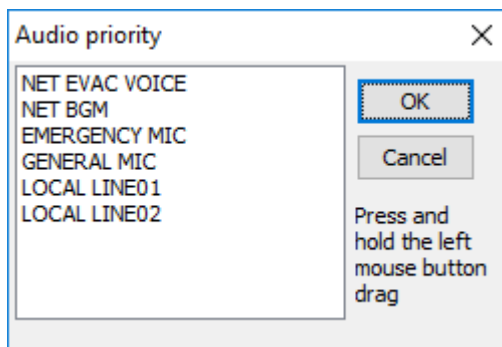 Audio priority
NET EVAC VOICE
NET BGM
EMERGENCY MIC
GENERAL MIC
LOCAL LINE01
LOCAL LINE02
OK
Cancel
Press and
hold the left
mouse button
drag